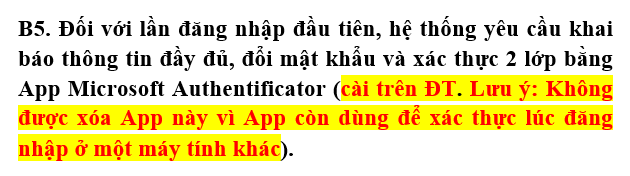 B5. Đối với lần đăng nhập đầu tiên, hệ thống yêu cầu khai
báo thông tin đầy đủ, đổi mật khẩu và xác thực 2 lớp bằng
App Microsoft Authentificator (cài trên ĐT. Lưu ý: Không
được xóa App này vì App còn dùng để xác thực lúc đăng
nhập ở một máy tính khác).